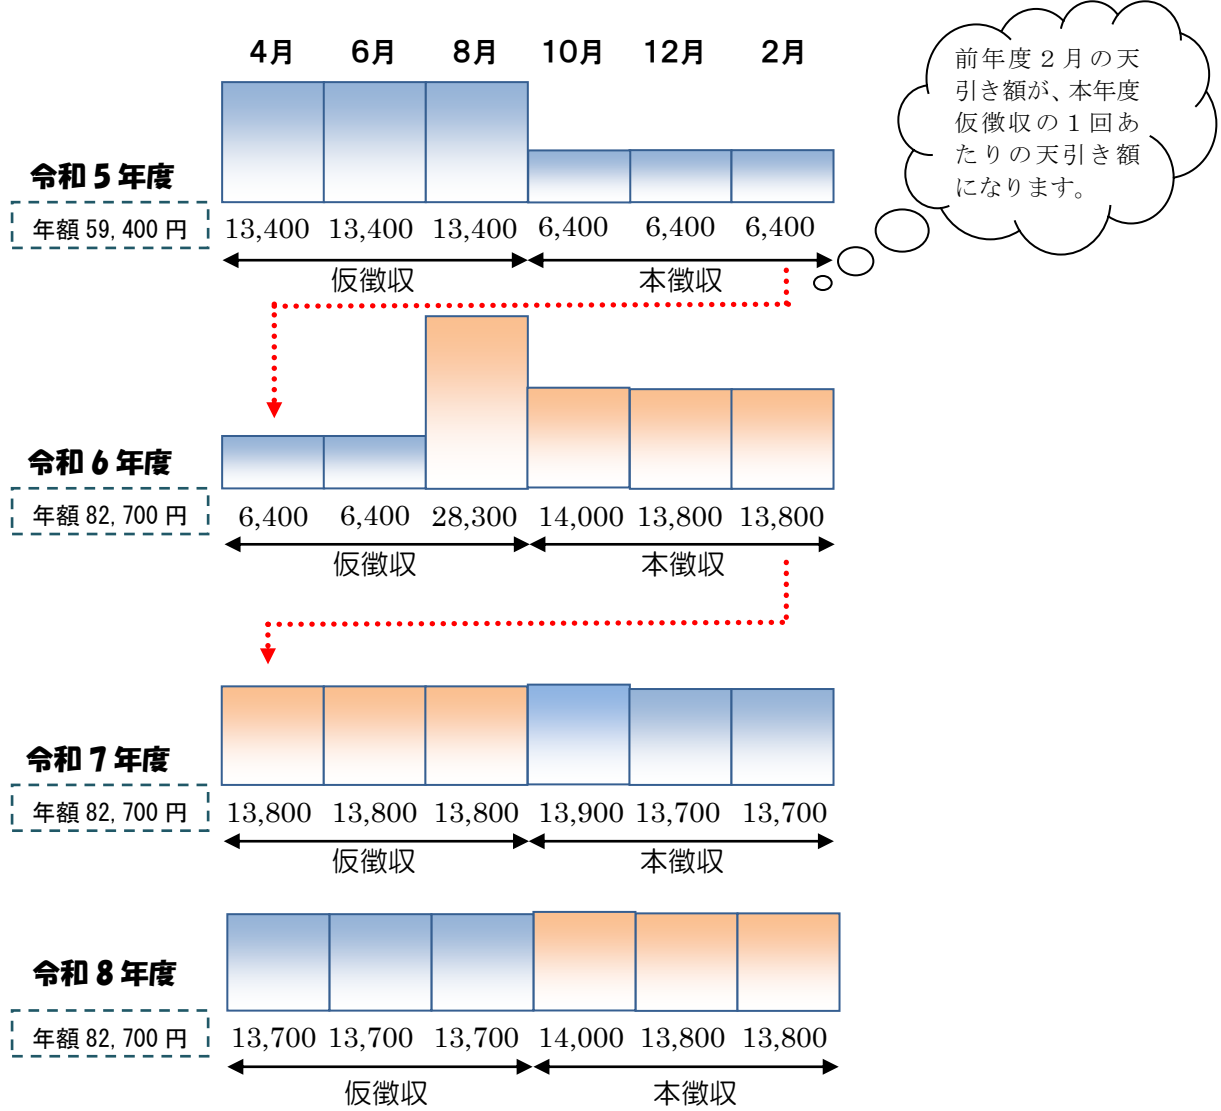 4月 6月 8月 10月 12月 2月
前年度２月の天
引き額が、本年度
仮徴収の１回あ
たりの天引き額
になります。
令和５年度
年額 59,400 円
13,400 13,400 13,400 6,400 6,400 6,400
仮徴収 本徴収
令和６年度
年額 82,700 円
6,400 6,400 28,300 14,000 13,800 13,800
仮徴収 本徴収
令和７年度
年額 82,700 円
13,800 13,800 13,800 13,900 13,700 13,700
仮徴収 本徴収
令和８年度
年額 82,700 円
13,700 13,700 13,700 14,000 13,800 13,800
仮徴収 本徴収